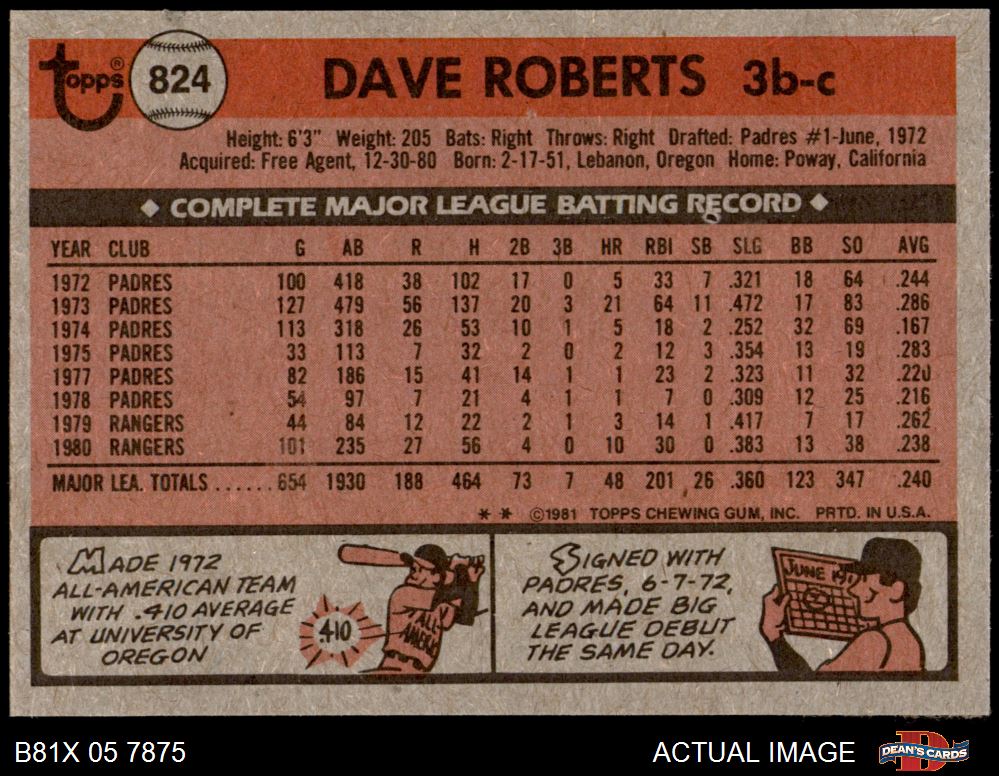 Topps® 824 DAVE ROBERTS 3b-c
Height: 6'3" Weight: 205 Bats: Right Throws: Right Drafted: Padres #1-June, 1972
Acquired: Free Agent, 12-30-80 Born: 2-17-51, Lebanon, Oregon Home: Poway, California
◆ COMPLETE MAJOR LEAGUE BATTING RECORD ◆
YEAR CLUB G AB R H 2B 3B HR RBI SB SLG BB SO AVG
1972 PADRES 100 418 38 102 17 0 5 33 7 .321 18 64 .244
1973 PADRES 127 479 56 137 20 3 21 64 11 .472 17 83 .286
1974 PADRES 113 318 26 53 10 1 5 18 2 .252 32 69 .167
1975 PADRES 33 113 7 32 2 0 2 12 3 .354 13 19 .283
1977 PADRES 82 186 15 41 14 1 1 23 2 .323 11 32 .220
1978 PADRES 54 97 7 21 4 1 1 7 0 .309 12 25 .216
1979 RANGERS 44 84 12 22 2 1 3 14 1 .417 7 17 .262
1980 RANGERS 101 235 27 56 4 0 10 30 0 .383 13 38 .238
MAJOR LEA. TOTALS ...... 654 1930 188 464 73 7 48 201 26 .360 123 347 .240
* * ©1981 TOPPS CHEWING GUM, INC. PRTD. IN U.S.A.
MADE 1972
ALL-AMERICAN TEAM
WITH .410 AVERAGE
AT UNIVERSITY OF
OREGON
410
ALL
AMERI
SIGNED WITH
PADRES, 6-7-72,
AND MADE BIG
LEAGUE DEBUT
THE SAME DAY.
JUNE 197
B81X 05 7875
ACTUAL IMAGE
DEAN'S CARDS